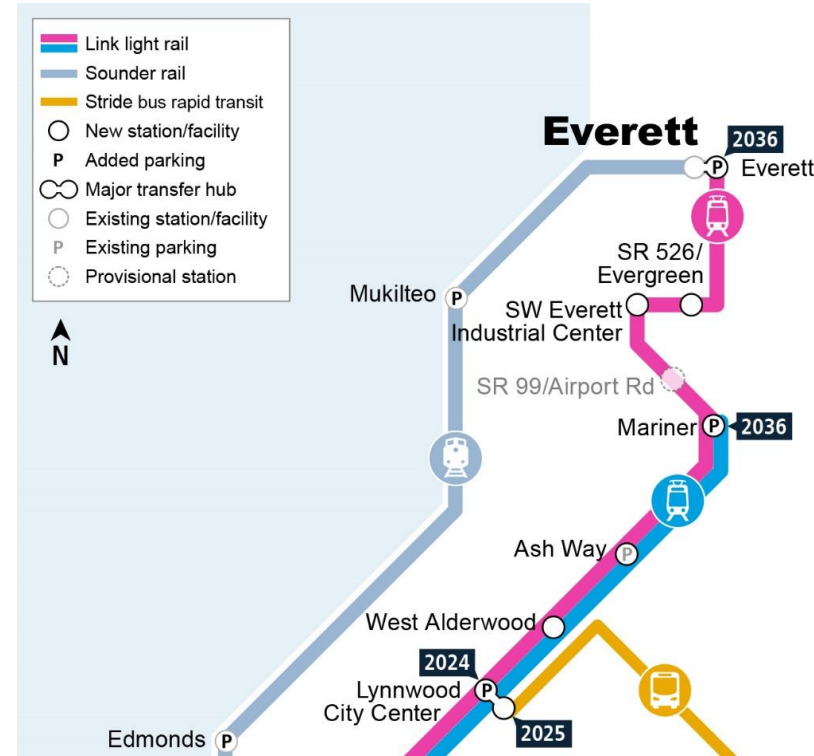 Link light rail
Sounder rail
Stride bus rapid transit
New station/facility
P Added parking
Major transfer hub
Existing station/facility
P Existing parking
Provisional station
N
Everett
2036
P Everett
SR 526/
Evergreen
Mukilteo P
SW Everett
Industrial Center
SR 99/Airport Rd
Mariner P 2036
Ash Way P
West Alderwood
2024
Lynnwood P
City Center
2025
Edmonds P